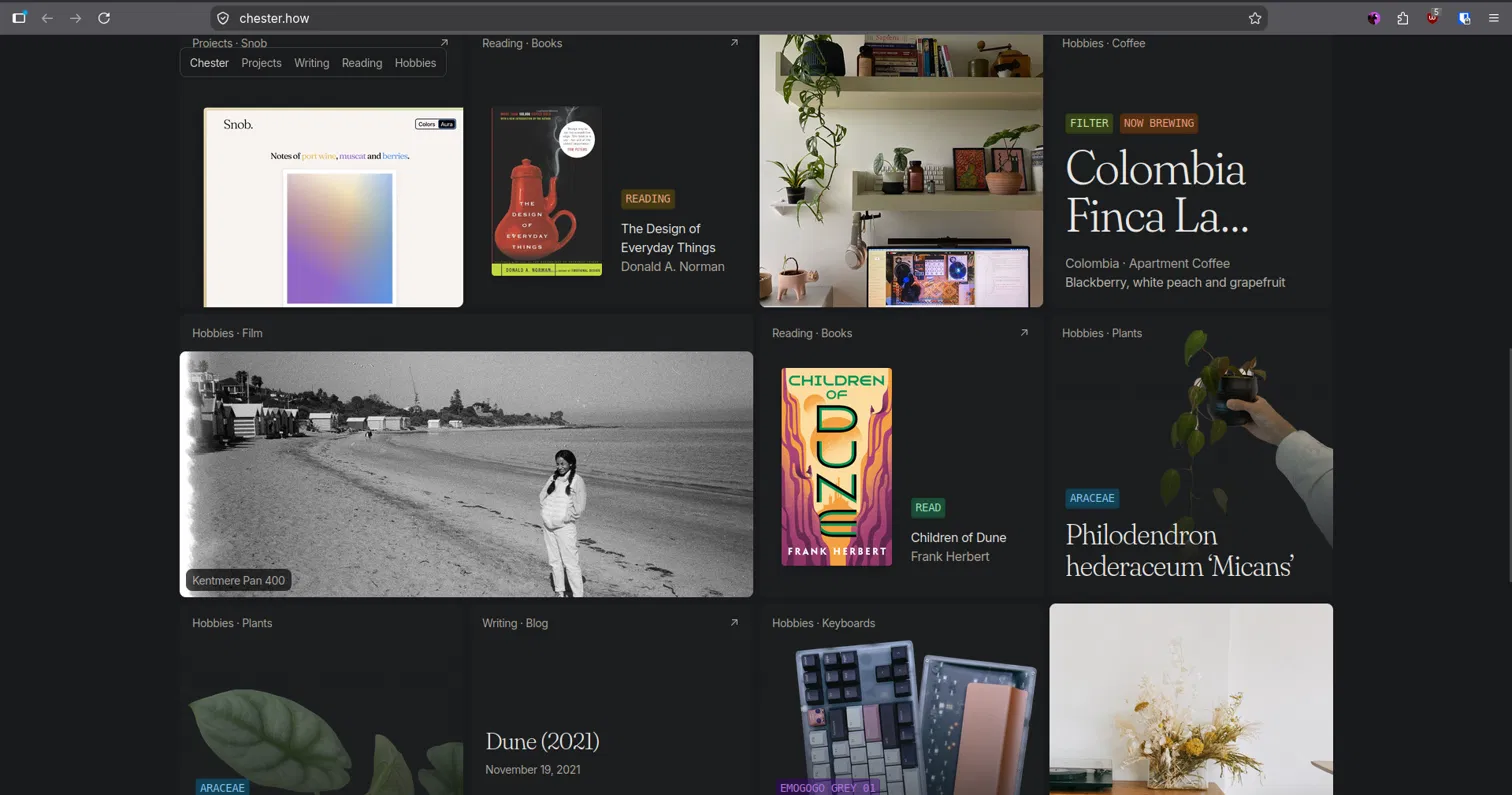 chester.how
5
Projects · Snob
Chester Projects Writing Reading Hobbies
Snob.
Colors Aura
Notes of port wine, muscat and berries.
Reading · Books
THE
DESIGN
OF
EVERYDAY
THINGS
DONALD A. NORMAN
READING
The Design of
Everyday Things
Donald A. Norman
Hobbies · Coffee
FILTER NOW BREWING
Colombia
Finca La...
Colombia · Apartment Coffee
Blackberry, white peach and grapefruit
Hobbies · Film
Kentmere Pan 400
Reading · Books
CHILDREN
OF
DUNE
FRANK HERBERT
READ
Children of Dune
Frank Herbert
Hobbies · Plants
ARACEAE
Philodendron
hederaceum ‘Micans’
Hobbies · Plants
ARACEAE
Writing · Blog
Dune (2021)
November 19, 2021
Hobbies · Keyboards
EMOGOGO GREY 01